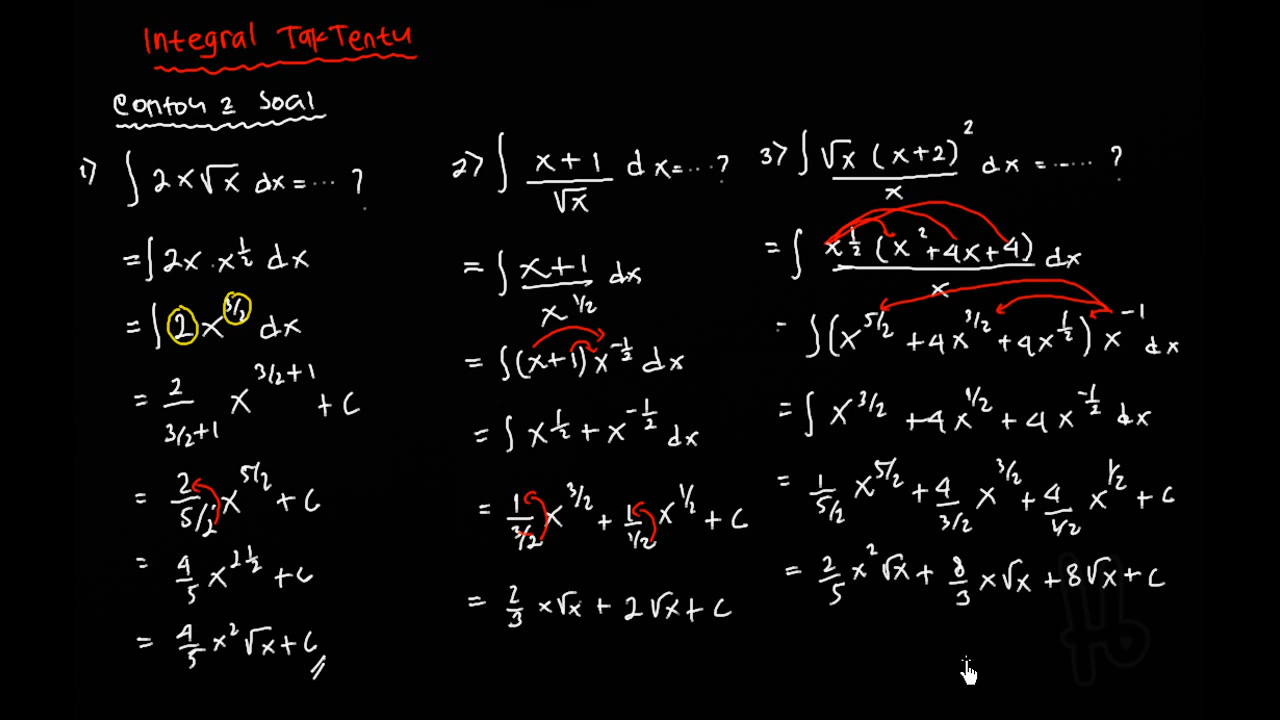 Integral TakTentu
Contoh 2 Soal
1) ∫ 2x√x dx = ... ?
= ∫ 2x . x^½ dx
= ∫ 2 x^3/2 dx
= 2/(3/2+1) x^(3/2+1) + C
= 2/(5/2) x^5/2 + C
= 4/5 x^(2½) + C
= 4/5 x² √x + C
2) ∫ (x+1)/√x dx = ... ?
= ∫ (x+1)/x^1/2 dx
= ∫ (x+1) x^-½ dx
= ∫ x^½ + x^-½ dx
= 1/(3/2) x^3/2 + 1/(1/2) x^1/2 + C
= 2/3 x√x + 2√x + C
3) ∫ √x (x+2)²/x dx = ... ?
= ∫ x^½ (x² + 4x + 4)/x dx
= ∫ (x^5/2 + 4x^3/2 + 4x^½) x^-1 dx
= ∫ x^3/2 + 4x^1/2 + 4x^-½ dx
= 1/(5/2) x^5/2 + 4/(3/2) x^3/2 + 4/(1/2) x^1/2 + C
= 2/5 x² √x + 8/3 x√x + 8√x + C